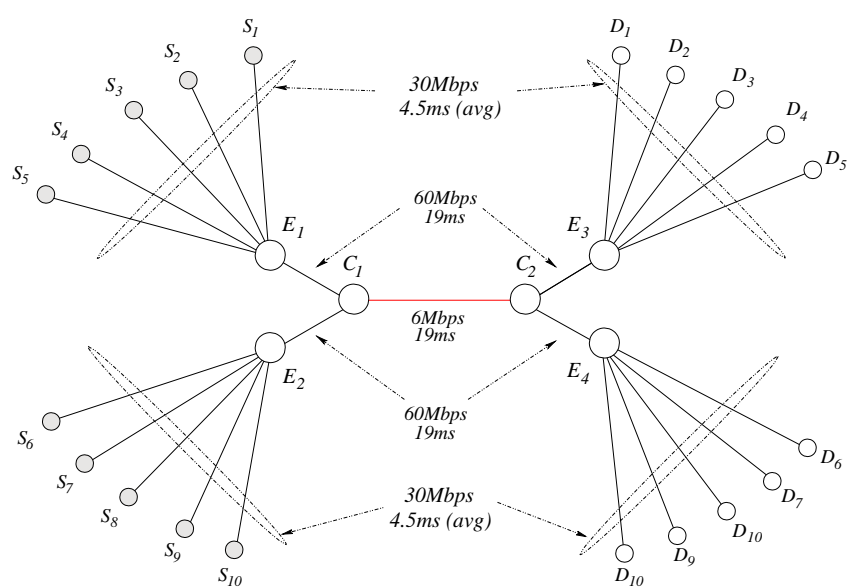 S1
S2
S3
S4
S5
30Mbps
4.5ms (avg)
D1
D2
D3
D4
D5
E1
60Mbps
19ms
E3
C1
C2
6Mbps
19ms
E2
E4
60Mbps
19ms
S6
S7
S8
S9
S10
30Mbps
4.5ms (avg)
D6
D7
D10
D9
D10